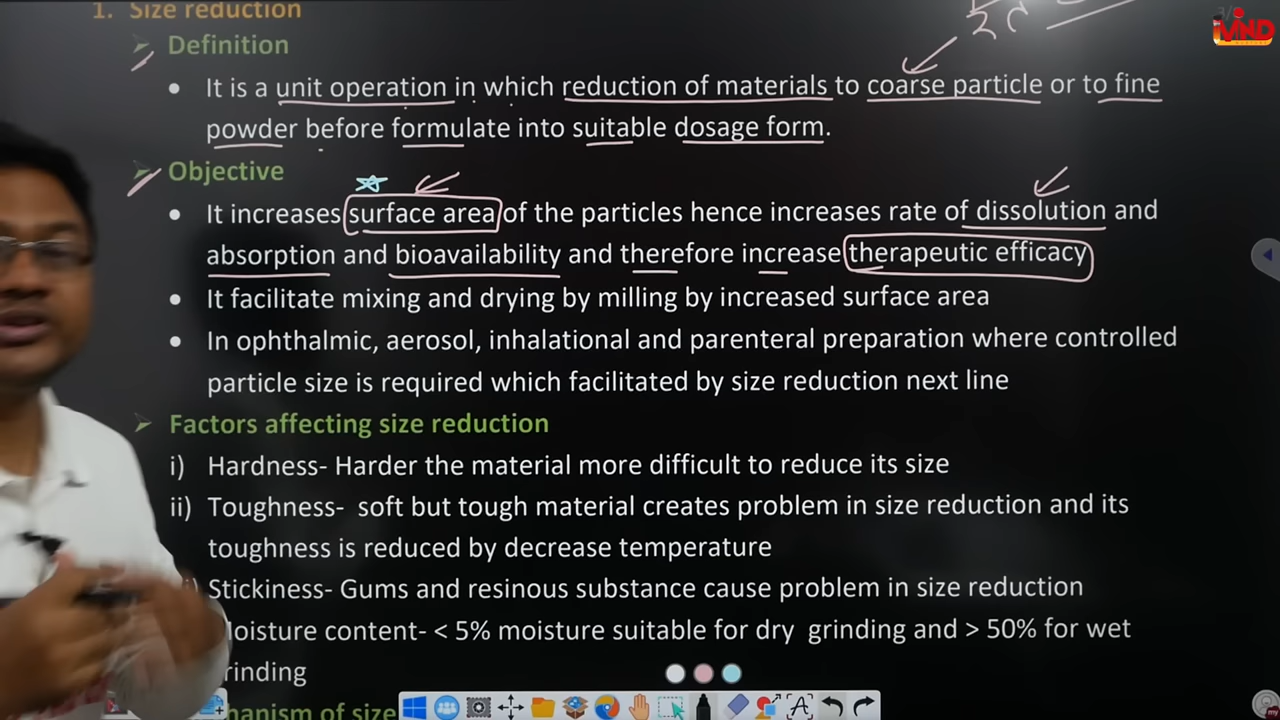 1. Size reduction
Definition
It is a unit operation in which reduction of materials to coarse particle or to fine
powder before formulate into suitable dosage form.
Objective
It increases surface area of the particles hence increases rate of dissolution and
absorption and bioavailability and therefore increase therapeutic efficacy
It facilitate mixing and drying by milling by increased surface area
In ophthalmic, aerosol, inhalational and parenteral preparation where controlled
particle size is required which facilitated by size reduction next line
Factors affecting size reduction
i) Hardness- Harder the material more difficult to reduce its size
ii) Toughness- soft but tough material creates problem in size reduction and its
toughness is reduced by decrease temperature
Stickiness- Gums and resinous substance cause problem in size reduction
oisture content- < 5% moisture suitable for dry grinding and > 50% for wet
rinding
hanism of size